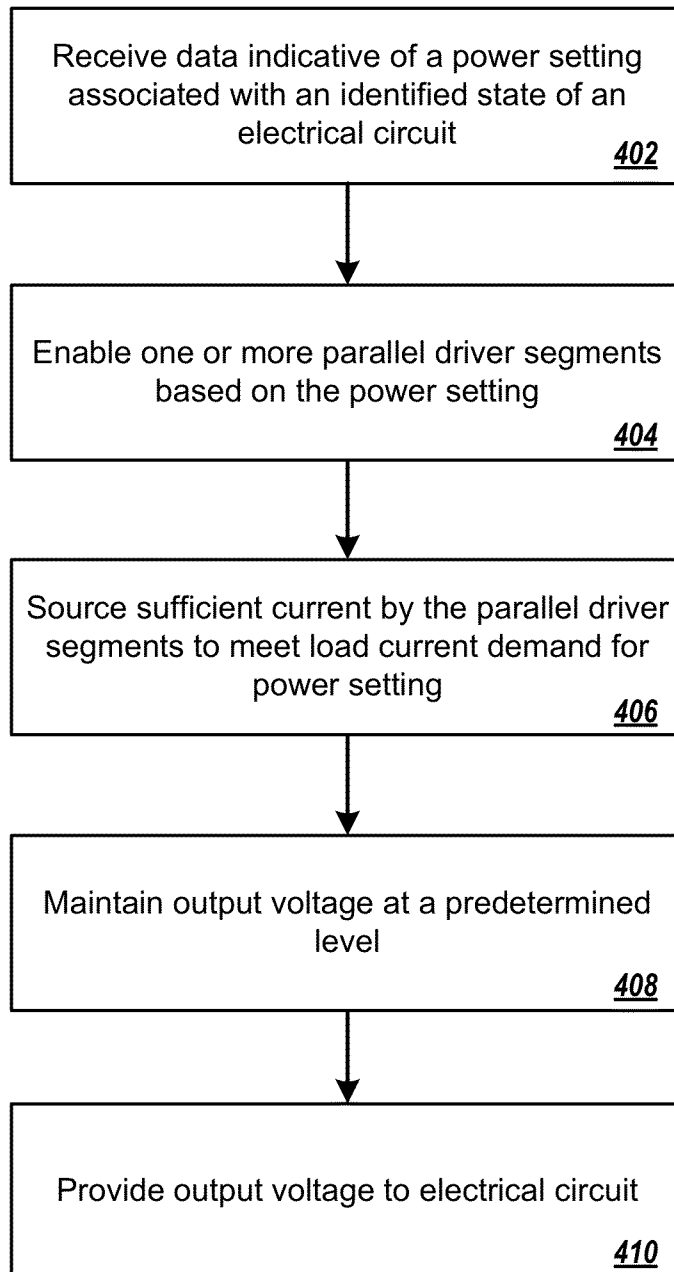 Receive data indicative of a power setting
associated with an identified state of an
electrical circuit
402
Enable one or more parallel driver segments
based on the power setting
404
Source sufficient current by the parallel driver
segments to meet load current demand for
power setting
406
Maintain output voltage at a predetermined
level
408
Provide output voltage to electrical circuit
410